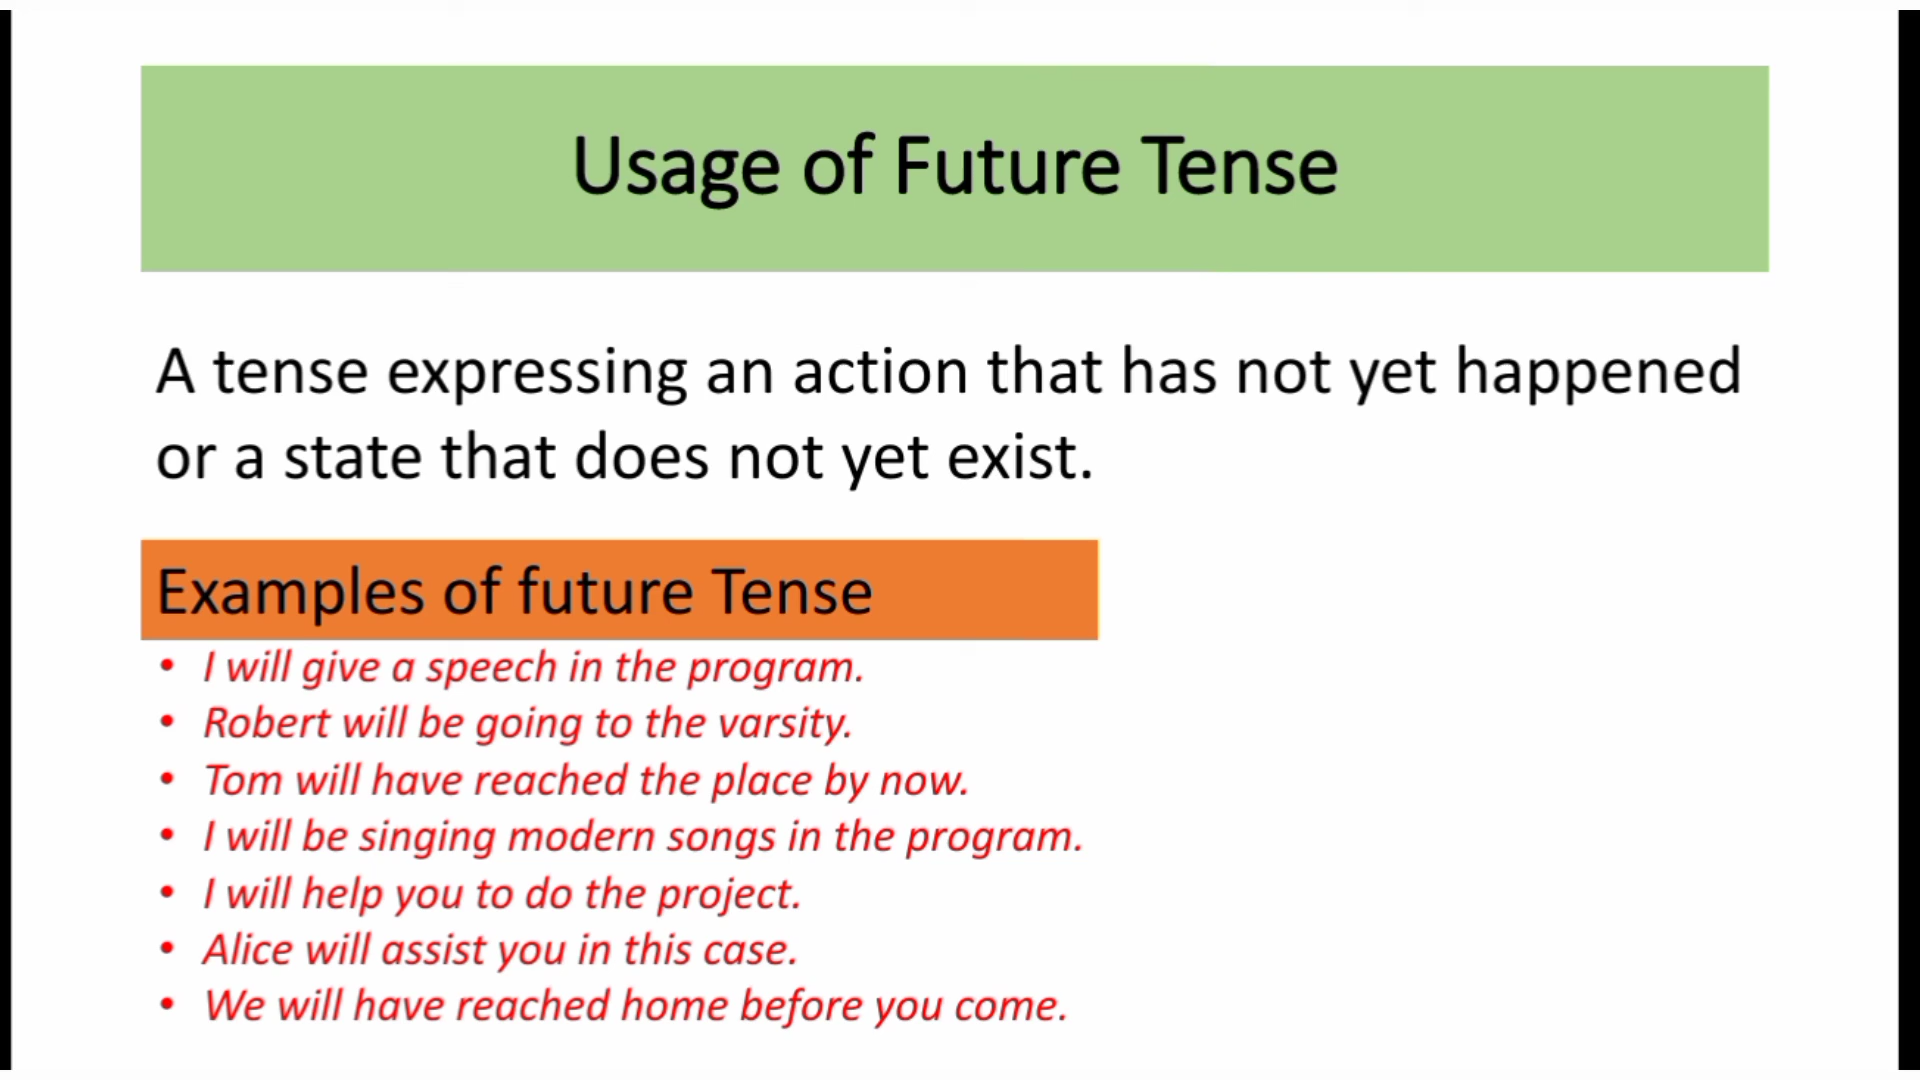 Usage of Future Tense
A tense expressing an action that has not yet happened
or a state that does not yet exist.
Examples of future Tense
• I will give a speech in the program.
• Robert will be going to the varsity.
• Tom will have reached the place by now.
• I will be singing modern songs in the program.
• I will help you to do the project.
• Alice will assist you in this case.
• We will have reached home before you come.